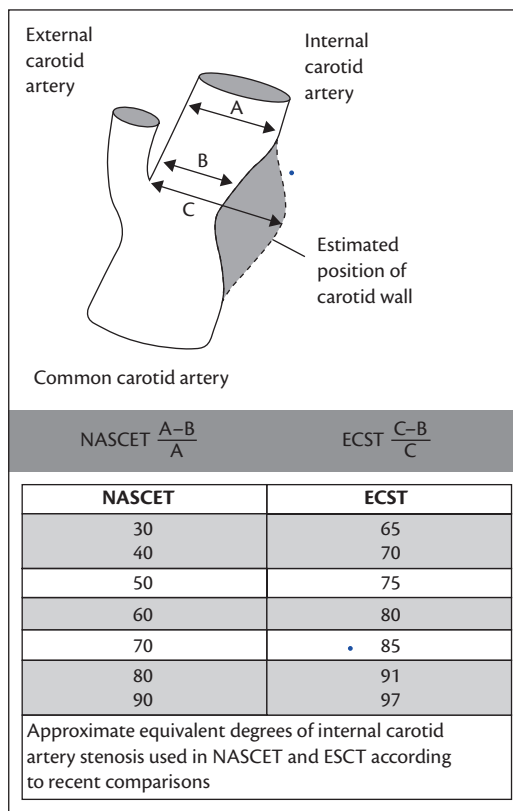 External
carotid
artery
Internal
carotid
artery
A
B
C
Estimated
position of
carotid wall
Common carotid artery
NASCET A–B/A ECST C–B/C
NASCET ECST
30 65
40 70
50 75
60 80
70 85
80 91
90 97
Approximate equivalent degrees of internal carotid
artery stenosis used in NASCET and ESCT according
to recent comparisons